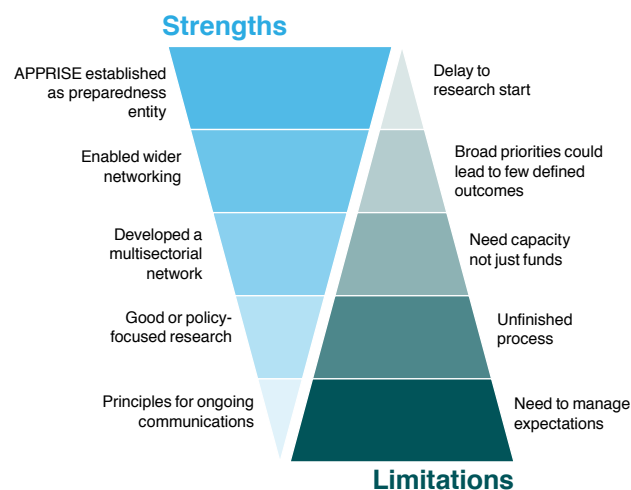 Strengths
APPRISE established
as preparedness
entity
Enabled wider
networking
Developed a
multisectorial
network
Good or policy-
focused research
Principles for ongoing
communications
Delay to
research start
Broad priorities could
lead to few defined
outcomes
Need capacity
not just funds
Unfinished
process
Need to manage
expectations
Limitations